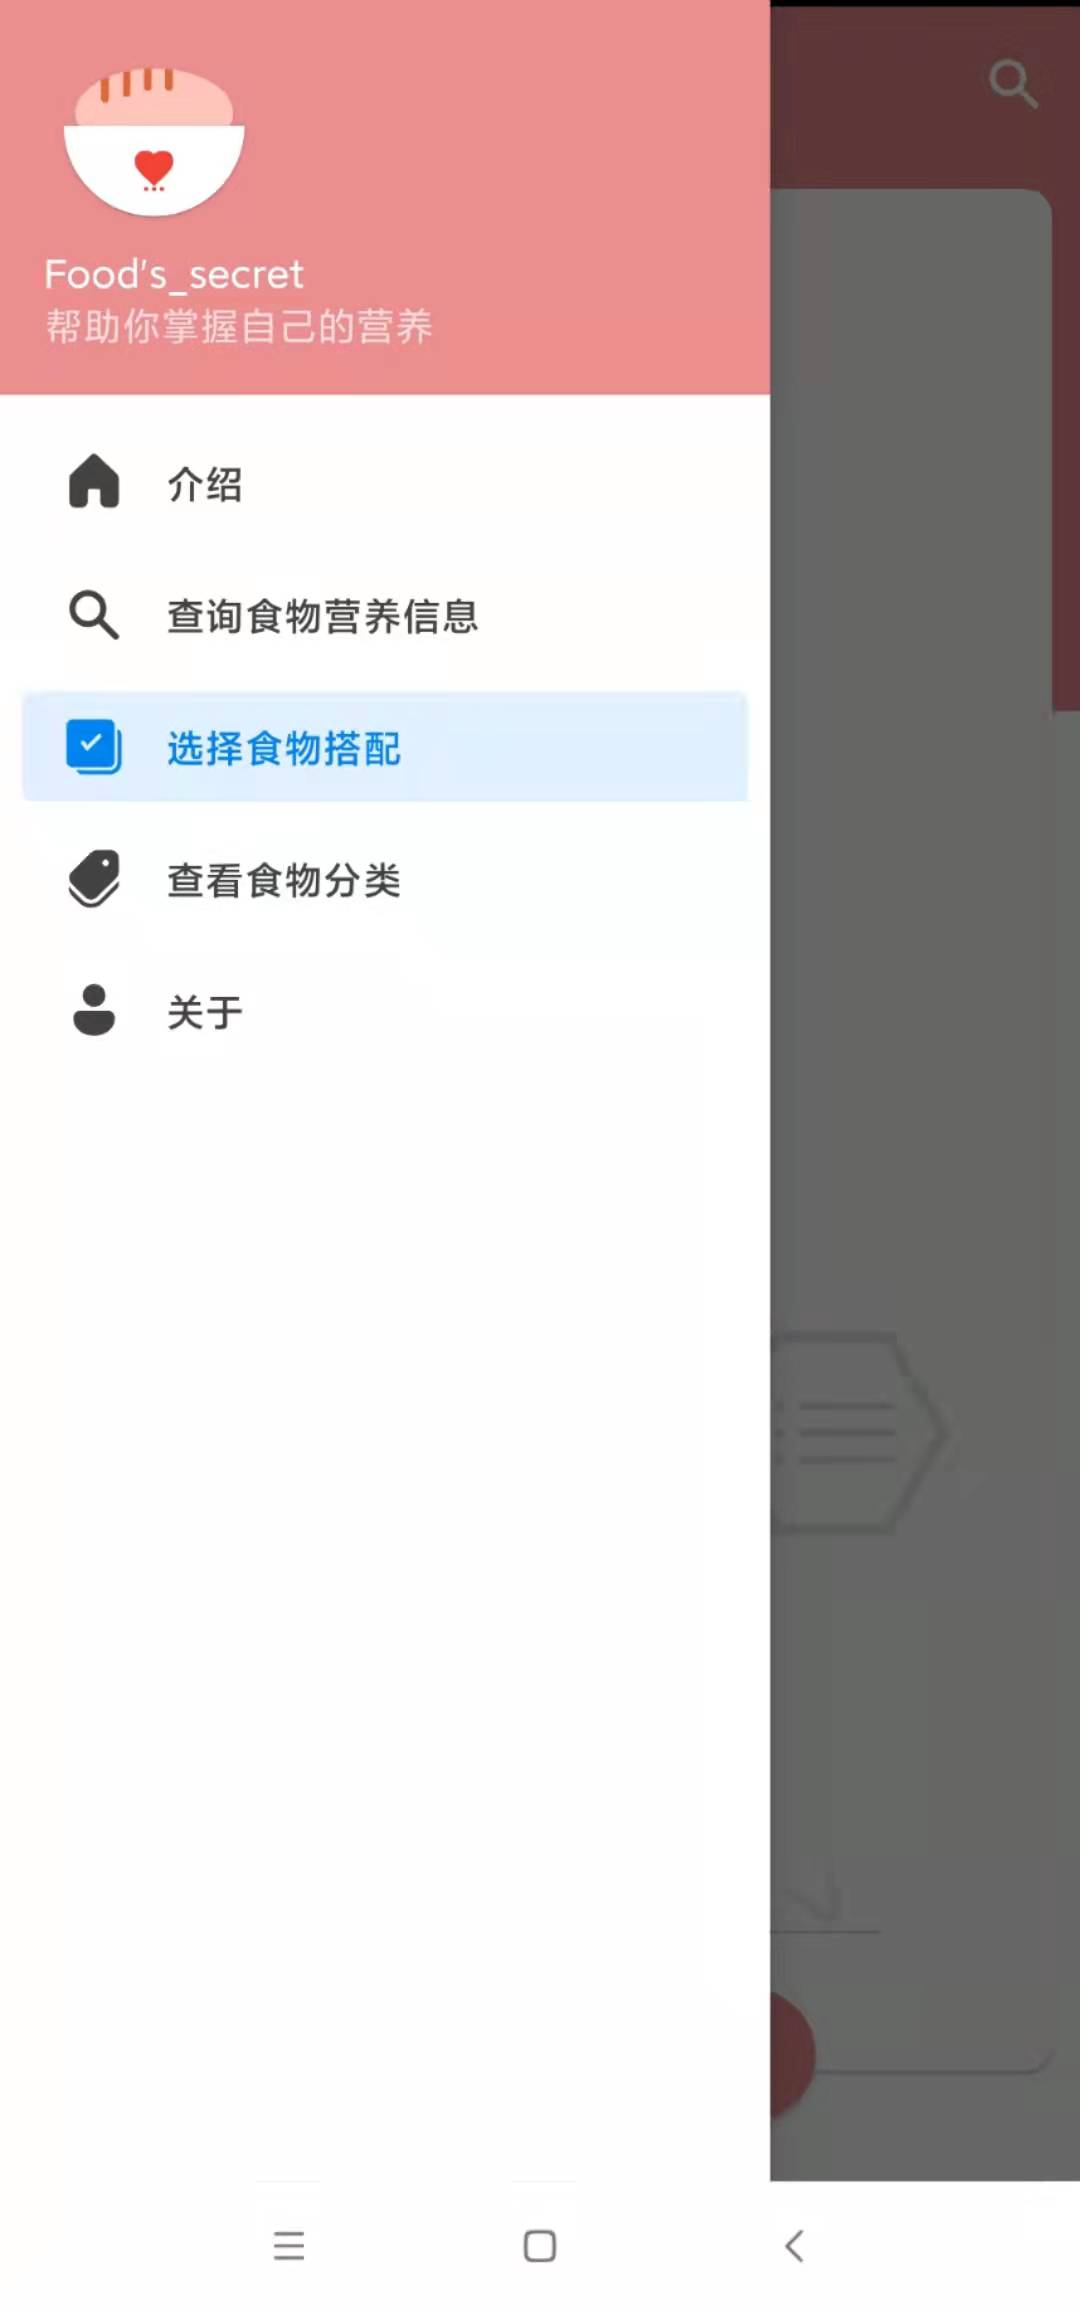 Food's_secret
帮助你掌握自己的营养
介绍
查询食物营养信息
选择食物搭配
查看食物分类
关于